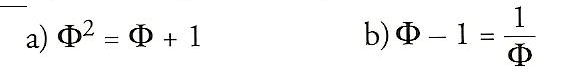 a) Φ² = Φ + 1 b) Φ – 1 = 1/Φ